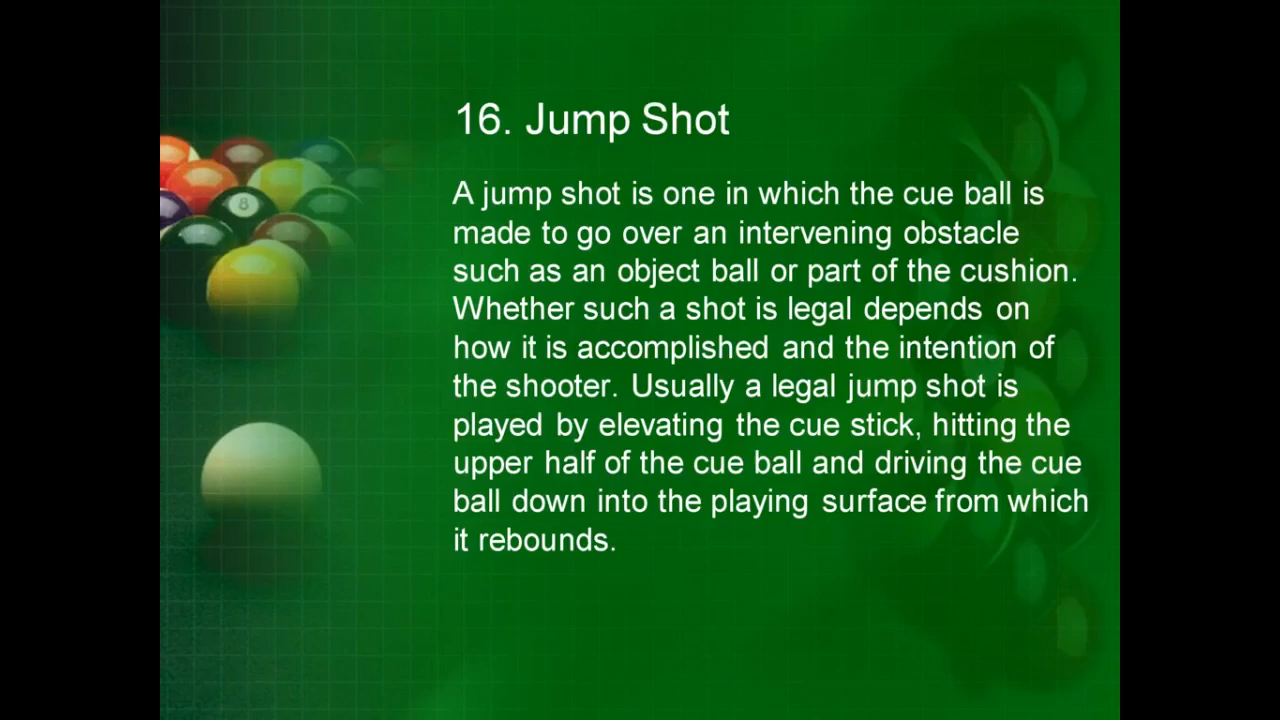 16. Jump Shot
A jump shot is one in which the cue ball is
made to go over an intervening obstacle
such as an object ball or part of the cushion.
Whether such a shot is legal depends on
how it is accomplished and the intention of
the shooter. Usually a legal jump shot is
played by elevating the cue stick, hitting the
upper half of the cue ball and driving the cue
ball down into the playing surface from which
it rebounds.
8